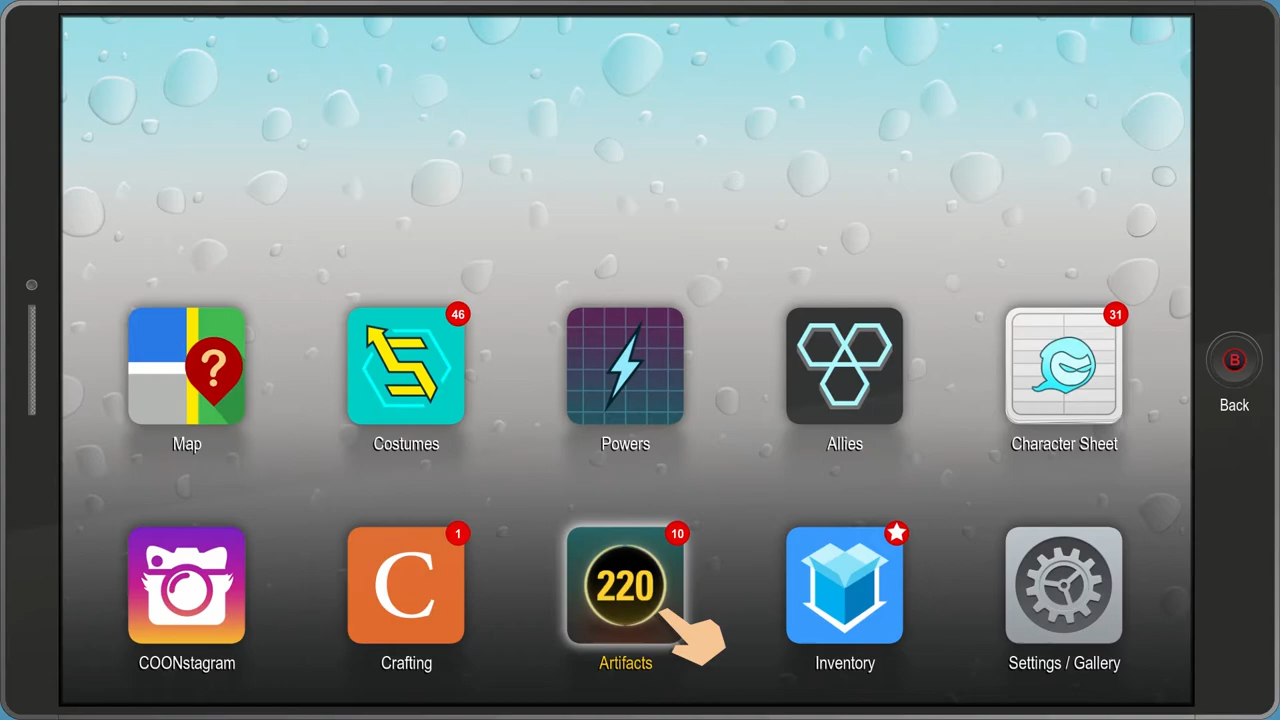 46
31
?
Map
Costumes
Powers
Allies
Character Sheet
B
Back
1
10
C
220
COONstagram
Crafting
Artifacts
Inventory
Settings / Gallery